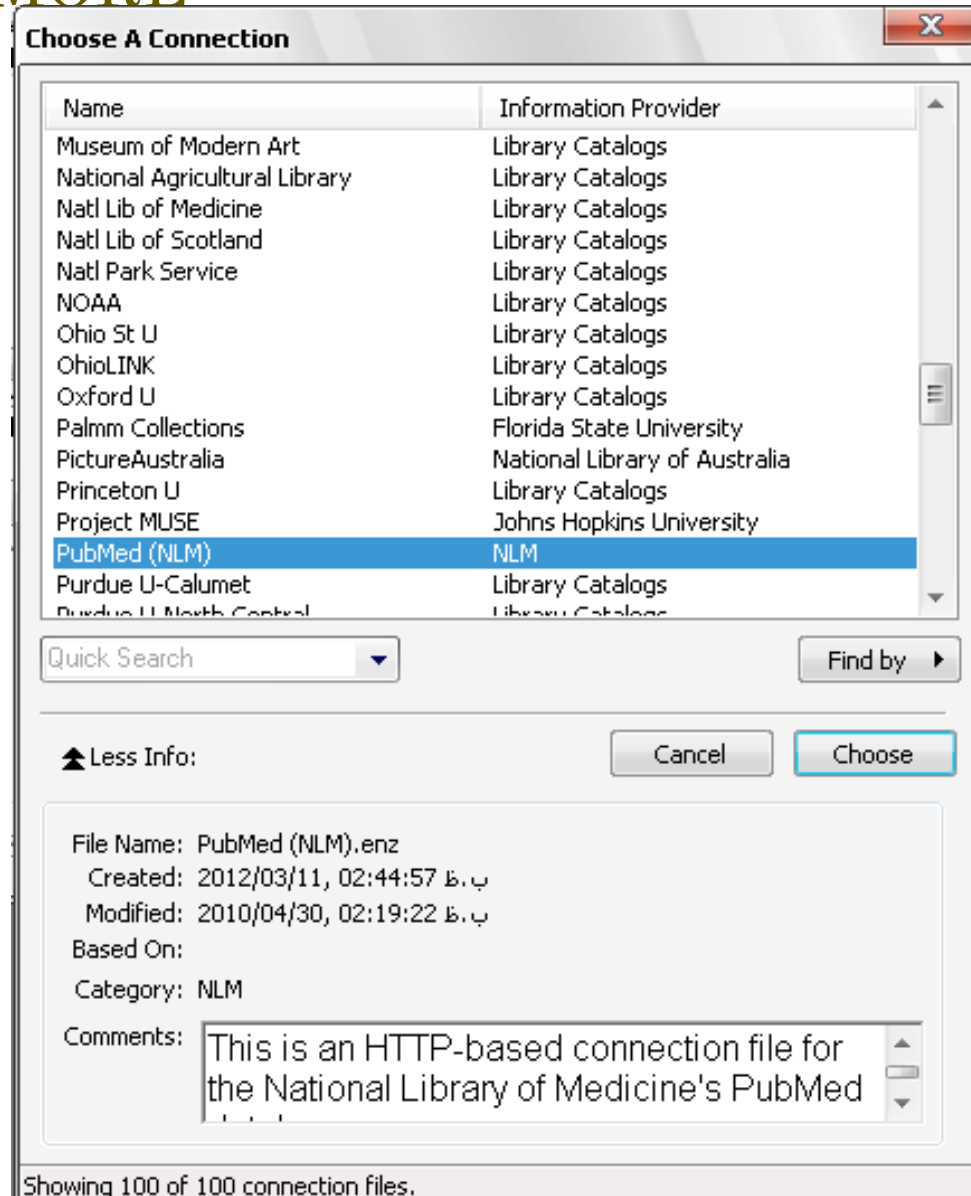 MORE
Choose A Connection
Name Information Provider
Museum of Modern Art Library Catalogs
National Agricultural Library Library Catalogs
Natl Lib of Medicine Library Catalogs
Natl Lib of Scotland Library Catalogs
Natl Park Service Library Catalogs
NOAA Library Catalogs
Ohio St U Library Catalogs
OhioLINK Library Catalogs
Oxford U Library Catalogs
Palmm Collections Florida State University
PictureAustralia National Library of Australia
Princeton U Library Catalogs
Project MUSE Johns Hopkins University
PubMed (NLM) NLM
Purdue U-Calumet Library Catalogs
Purdue U North Central Library Catalogs
Quick Search Find by
Less Info: Cancel Choose
File Name: PubMed (NLM).enz
Created: 2012/03/11, 02:44:57 ب.ظ
Modified: 2010/04/30, 02:19:22 ب.ظ
Based On:
Category: NLM
Comments: This is an HTTP-based connection file for
the National Library of Medicine's PubMed
Showing 100 of 100 connection files.